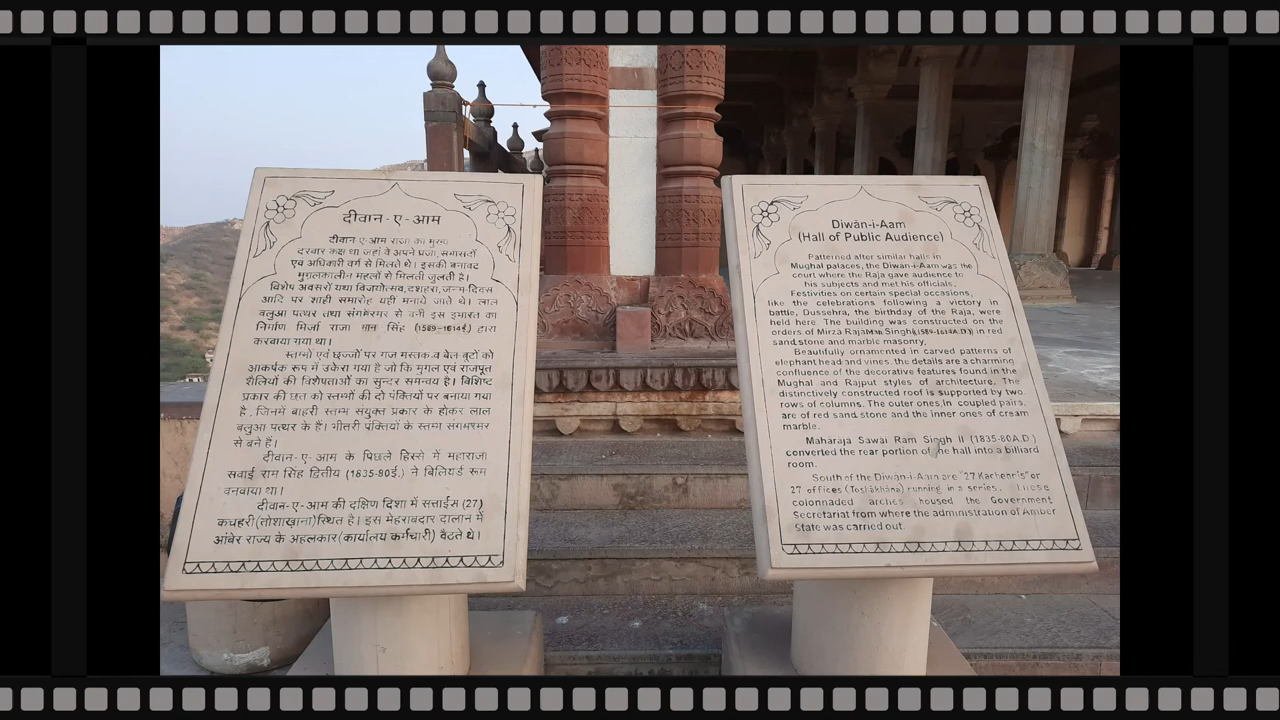 दीवान-ए-आम
दीवान ए-आम राजा का मुख्य
दरबार कक्ष था जहां वे अपने प्रजा, सभासदों
एवं अधिकारी वर्ग से मिलते थे। इसकी बनावट
मुग़लकालीन महलों से मिलती जुलती है।
विशेष अवसरों यथा विजयोत्सव, दशहरा, जन्म-दिवस
आदि पर शाही समारोह यहीं मनाये जाते थे। लाल
बलुआ पत्थर तथा संगमरमर से बनी इस इमारत का
निर्माण मिर्जा राजा मान सिंह (1589-1614ई.) द्वारा
करवाया गया था।
स्तम्भों एवं छज्जों पर गज मस्तक व बेल बूटों को
आकर्षक रूप में उकेरा गया है जो कि मुगल एवं राजपूत
शैलियों की विशेषताओं का सुन्दर समन्वय है। विशिष्ट
प्रकार की छत को स्तम्भों की दो पंक्तियों पर बनाया गया
है, जिनमें बाहरी स्तम्भ संयुक्त प्रकार के होकर लाल
बलुआ पत्थर के हैं। भीतरी पंक्तियों के स्तम्भ संगमरमर
से बने हैं।
दीवान-ए-आम के पिछले हिस्से में महाराजा
सवाई राम सिंह द्वितीय (1835-80ई.) ने बिलियर्ड रूम
बनवाया था।
दीवान-ए-आम की दक्षिण दिशा में सत्ताईस (27)
कचहरी (तोशाख़ाना) स्थित है। इस मेहराबदार दालान में
आंबेर राज्य के अहलकार (कार्यालय कर्मचारी) बैठते थे।
Diwān-i-Aam
(Hall of Public Audience)
Patterned after similar halls in
Mughal palaces, the Diwan-i-Aam was the
court where the Raja gave audience to
his subjects and met his officials.
Festivities on certain special occasions,
like the celebrations following a victory in
battle, Dussehra, the birthday of the Raja, were
held here. The building was constructed on the
orders of Mirza Raja Man Singh (1589-1614A.D.) in red
sand stone and marble masonry.
Beautifully ornamented in carved patterns of
elephant head and vines, the details are a charming
confluence of the decorative features found in the
Mughal and Rajput styles of architecture. The
distinctively constructed roof is supported by two
rows of columns. The outer ones, in coupled pairs,
are of red sand stone and the inner ones of cream
marble.
Maharaja Sawai Ram Singh II (1835-80A.D.)
converted the rear portion of the hall into a billiard
room.
South of the Diwan-i-Aam are "27 Kachehris" or
27 offices (Toshākhānā) running in a series. These
colonnaded arches housed the Government
Secretariat from where the administration of Amber
State was carried out.